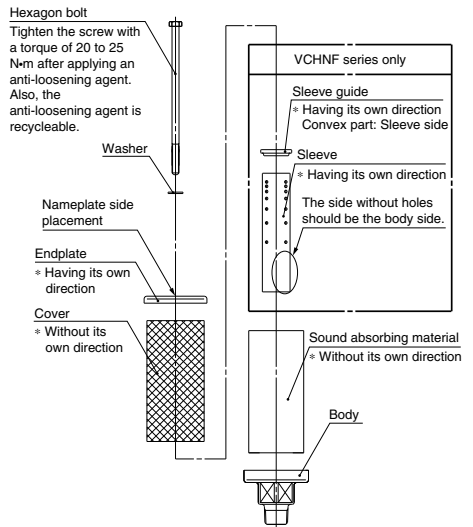 Hexagon bolt
Tighten the screw with
a torque of 20 to 25
N•m after applying an
anti-loosening agent.
Also, the
anti-loosening agent is
recycleable.
Washer
Nameplate side
placement
Endplate
* Having its own
direction
Cover
* Without its
own direction
VCHNF series only
Sleeve guide
* Having its own direction
Convex part: Sleeve side
Sleeve
* Having its own direction
The side without holes
should be the body side.
Sound absorbing material
* Without its own direction
Body